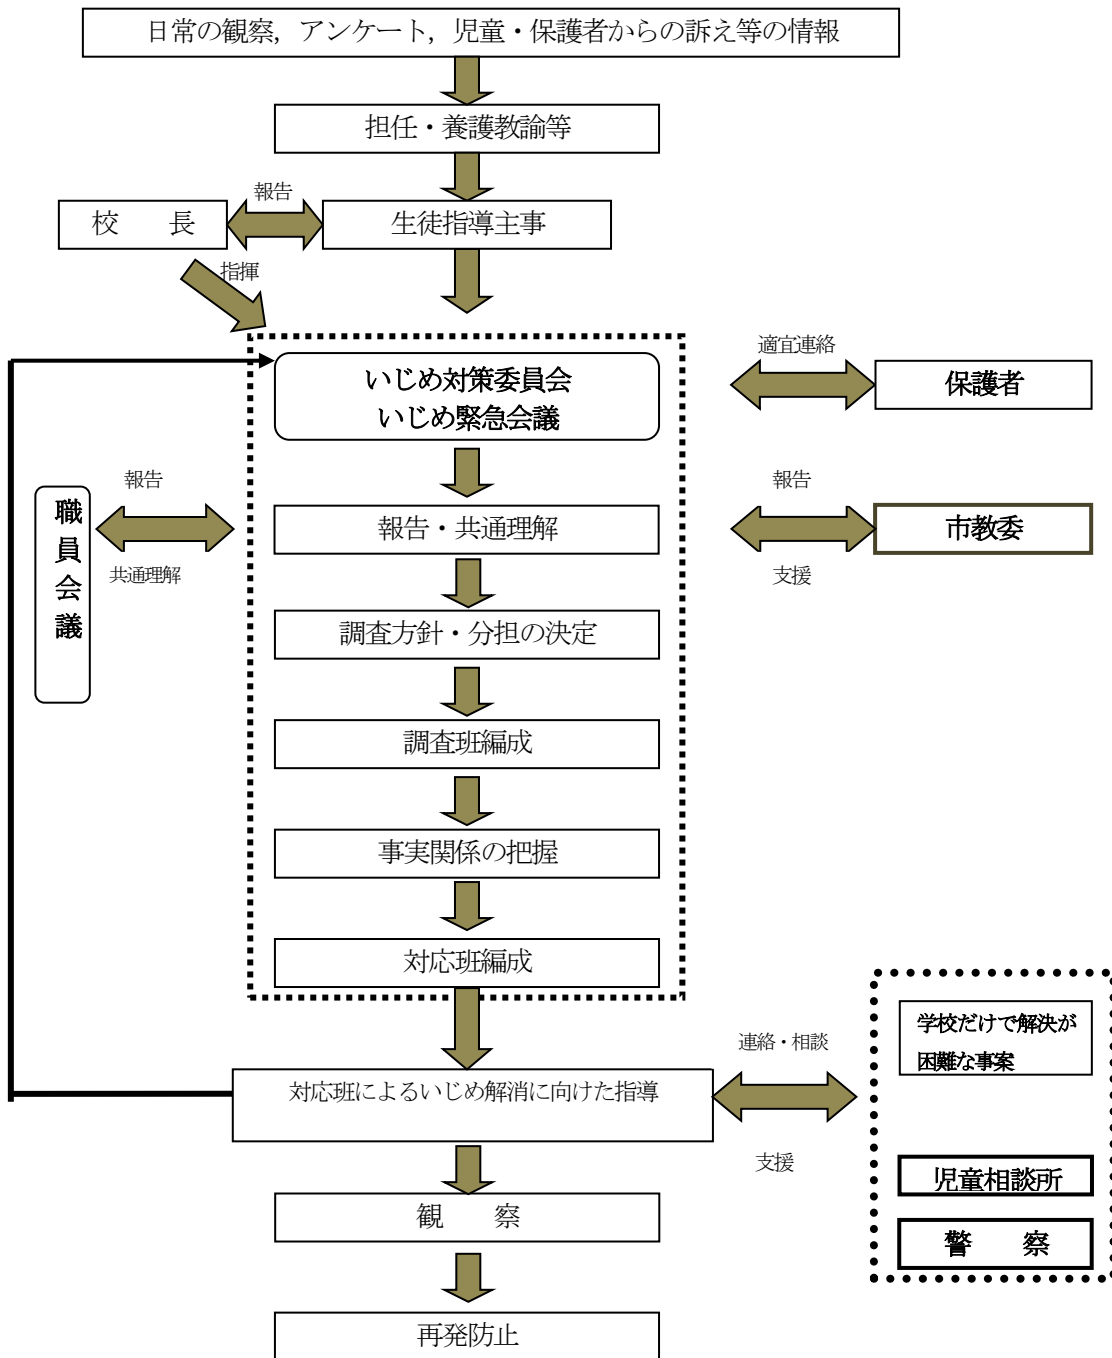 日常の観察，アンケート，児童・保護者からの訴え等の情報
担任・養護教諭等
報告
校　　長
生徒指導主事
指揮
いじめ対策委員会
いじめ緊急会議
適宜連絡
保護者
報告
職員会議
共通理解
報告・共通理解
報告
市教委
支援
調査方針・分担の決定
調査班編成
事実関係の把握
対応班編成
学校だけで解決が
困難な事案
連絡・相談
対応班によるいじめ解消に向けた指導
支援
児童相談所
警　　察
観　　察
再発防止